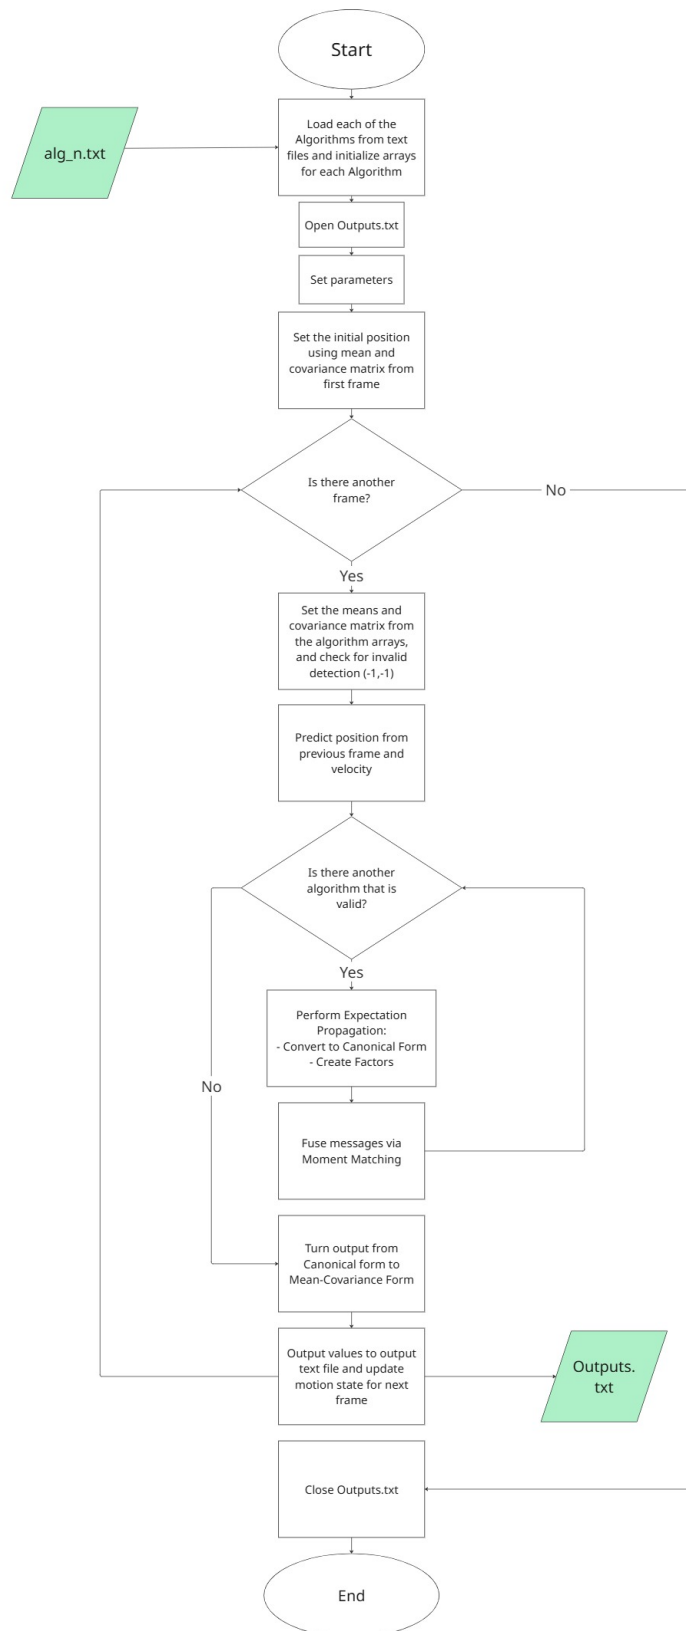 Start
Load each of the
Algorithms from text
files and initialize arrays
for each Algorithm
alg_n.txt
Open Outputs.txt
Set parameters
Set the initial position
using mean and
covariance matrix from
first frame
Is there another
frame?
No
Yes
Set the means and
covariance matrix from
the algorithm arrays,
and check for invalid
detection (-1,-1)
Predict position from
previous frame and
velocity
Is there another
algorithm that is
valid?
Yes
Perform Expectation
Propagation:
- Convert to Canonical Form
- Create Factors
No
Fuse messages via
Moment Matching
Turn output from
Canonical form to
Mean-Covariance Form
Output values to output
text file and update
motion state for next
frame
Outputs.
txt
Close Outputs.txt
End